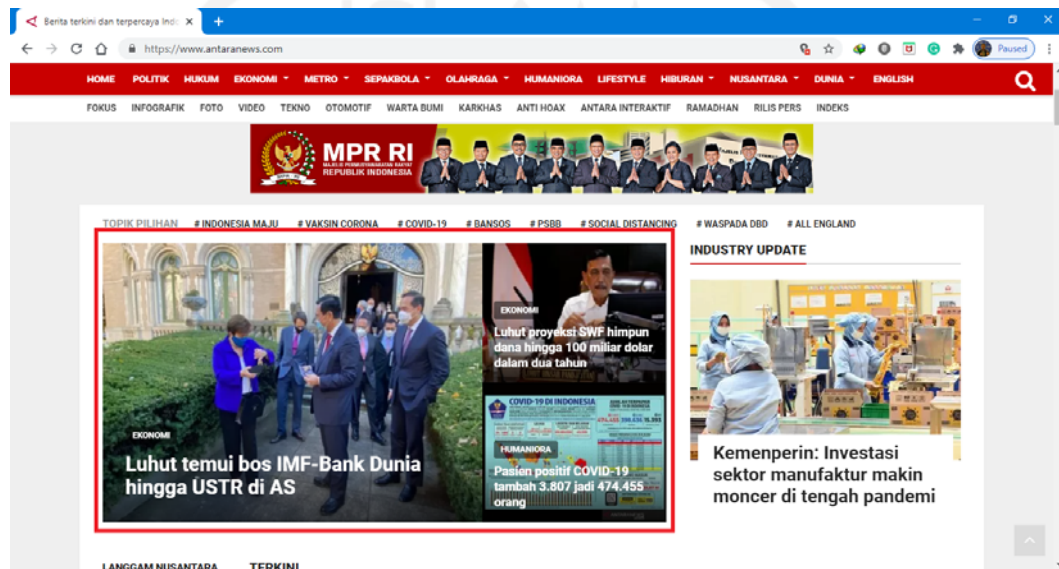 Berita terkini dan terpercaya Indo
https://www.antaranews.com
Paused
HOME POLITIK HUKUM EKONOMI METRO SEPAKBOLA OLAHRAGA HUMANIORA LIFESTYLE HIBURAN NUSANTARA DUNIA ENGLISH
FOKUS INFOGRAFIK FOTO VIDEO TEKNO OTOMOTIF WARTA BUMI KARKHAS ANTI HOAX ANTARA INTERAKTIF RAMADHAN RILIS PERS INDEKS
MPR RI
MAJELIS PERMUSYAWARATAN RAKYAT
REPUBLIK INDONESIA
TOPIK PILIHAN # INDONESIA MAJU # VAKSIN CORONA # COVID-19 # BANSOS # PSBB # SOCIAL DISTANCING # WASPADA DBD # ALL ENGLAND
EKONOMI
Luhut temui bos IMF-Bank Dunia
hingga USTR di AS
EKONOMI
Luhut proyeksi SWF himpun
dana hingga 100 miliar dolar
dalam dua tahun
COVID-19 DI INDONESIA
HUMANIORA
Pasien positif COVID-19
tambah 3.807 jadi 474.455
orang
INDUSTRY UPDATE
Kemenperin: Investasi
sektor manufaktur makin
moncer di tengah pandemi
LANGGAM NUSANTARA TERKINI